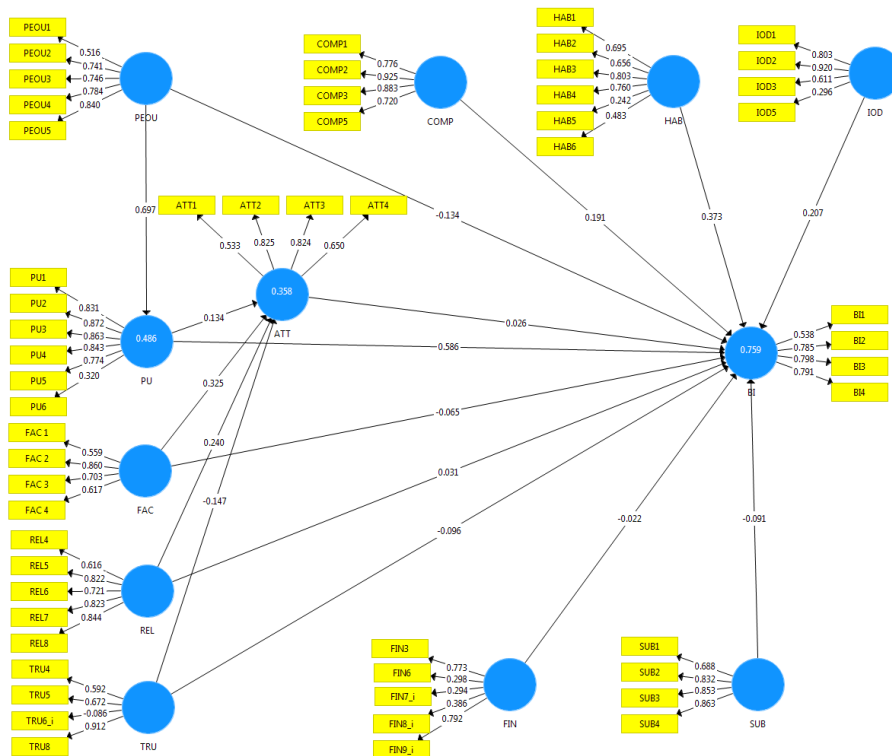 PEOU1
PEOU2
PEOU3
PEOU4
PEOU5
0.516
0.741
0.746
0.784
0.840
PEOU
COMP1
COMP2
COMP3
COMP5
0.776
0.925
0.883
0.720
COMP
HAB1
HAB2
HAB3
HAB4
HAB5
HAB6
0.695
0.656
0.803
0.760
0.242
0.483
HAB
IOD1
IOD2
IOD3
IOD5
0.803
0.920
0.611
0.296
IOD
0.697
-0.134
0.191
0.373
0.207
ATT1
ATT2
ATT3
ATT4
0.533
0.825
0.824
0.650
0.358
ATT
PU1
PU2
PU3
PU4
PU5
PU6
0.831
0.872
0.863
0.843
0.774
0.320
0.486
PU
0.134
0.026
0.586
0.759
BI
0.538
0.785
0.798
0.791
BI1
BI2
BI3
BI4
0.325
-0.065
FAC 1
FAC 2
FAC 3
FAC 4
0.559
0.860
0.703
0.617
FAC
0.240
-0.147
0.031
-0.096
-0.022
-0.091
REL4
REL5
REL6
REL7
REL8
0.616
0.822
0.721
0.823
0.844
REL
TRU4
TRU5
TRU6_i
TRU8
0.592
0.672
-0.086
0.912
TRU
FIN3
FIN6
FIN7_i
FIN8_i
FIN9_i
0.773
0.298
0.294
0.386
0.792
FIN
SUB1
SUB2
SUB3
SUB4
0.688
0.832
0.853
0.863
SUB